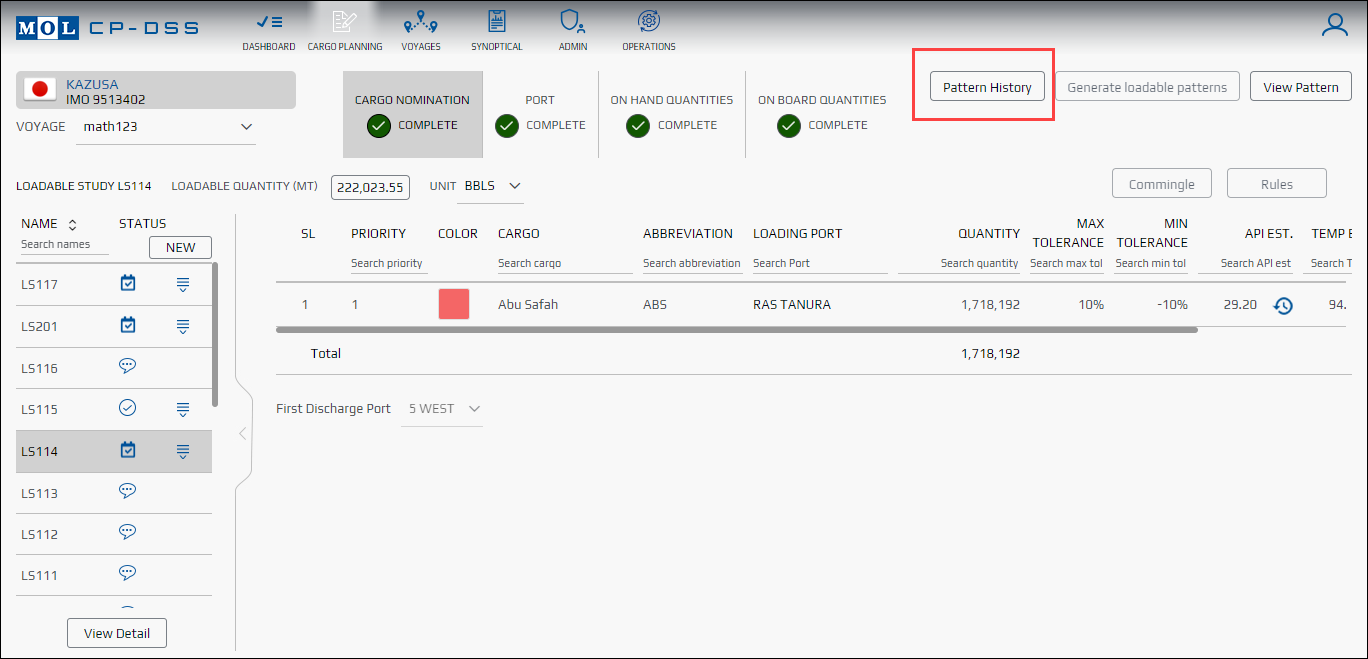 MOL CP-DSS
DASHBOARD CARGO PLANNING VOYAGES SYNOPTICAL ADMIN OPERATIONS
KAZUSA
IMO 9513402
VOYAGE math123
CARGO NOMINATION
COMPLETE
PORT
COMPLETE
ON HAND QUANTITIES
COMPLETE
ON BOARD QUANTITIES
COMPLETE
Pattern History Generate loadable patterns View Pattern
LOADABLE STUDY LS114 LOADABLE QUANTITY (MT) 222,023.55 UNIT BBLS Commingle Rules
NAME STATUS
Search names NEW
LS117
LS201
LS116
LS115
LS114
LS113
LS112
LS111
View Detail
SL PRIORITY COLOR CARGO ABBREVIATION LOADING PORT QUANTITY MAX TOLERANCE MIN TOLERANCE API EST. TEMP E
Search priority Search cargo Search abbreviation Search Port Search quantity Search max tol Search min tol Search API est Search T
1 1 Abu Safah ABS RAS TANURA 1,718,192 10% -10% 29.20 94.
Total 1,718,192
First Discharge Port 5 WEST